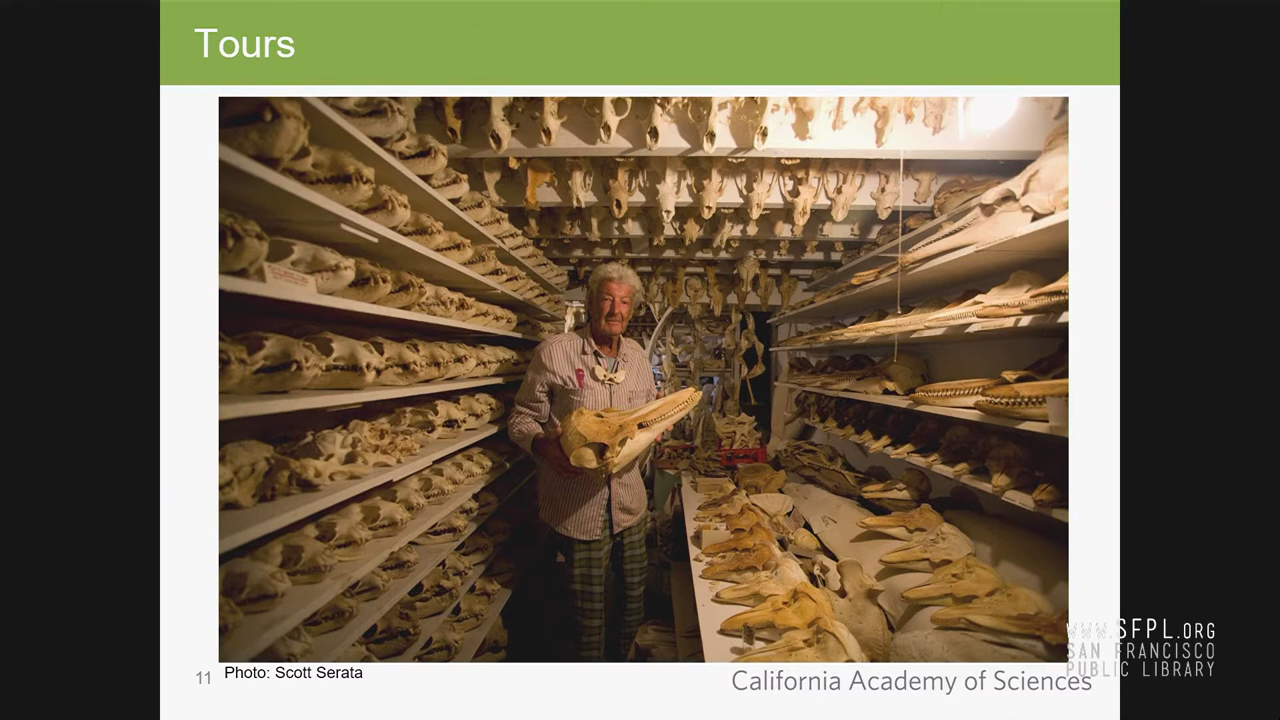 Tours
11
Photo: Scott Serata
California Academy of Sciences
WWW.SFPL.ORG
SAN FRANCISCO
PUBLIC LIBRARY